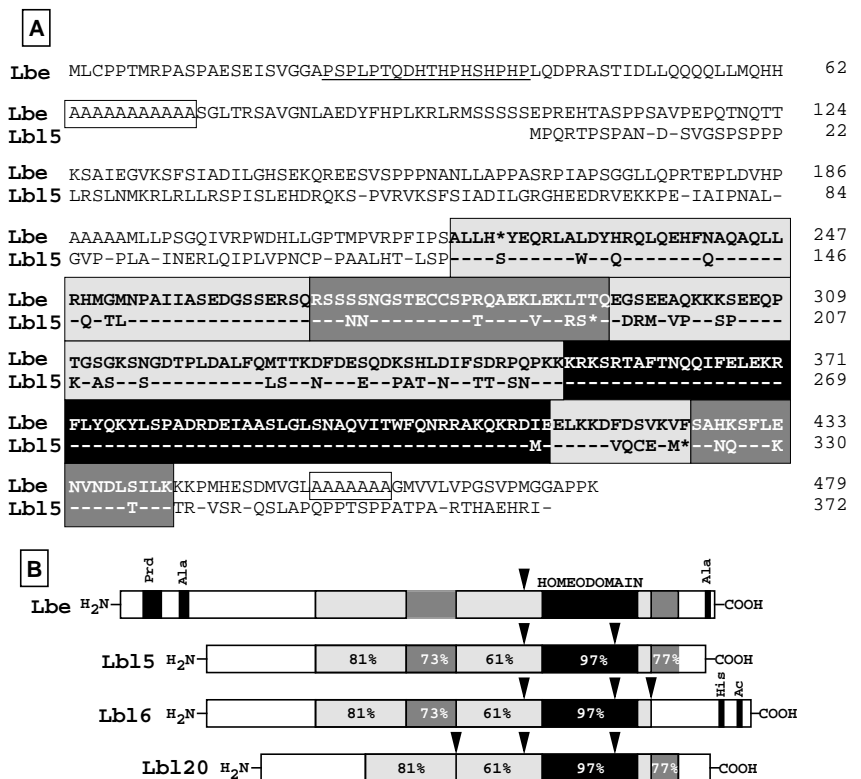 A
Lbe MLCPPTMRPASPAESEISVGGAPSPLPTQDHTHPHSHPHPLQDPRASTIDLLQQQQLLMQHH 62
Lbe AAAAAAAAAAAASGLTRSAVGNLAEDYFHPLKRLRMSSSSSEPREHTASPPSAVPEPQTNQTT 124
Lbl5 MPQRTPSPAN-D-SVGSPSPPP 22
KSAIEGVKSFSIADILGHSEKQREESVSPPPNANLLAPPASRPIAPSGGLLQPRTEPLDVHP 186
LRSLNMKRLRLLRSPISLEHDRQKS-PVRVKSFSIADILGRGHEEDRVEKKPE-IAIPNAL- 84
Lbe AAAAAMLLPSGQIVRPWDHLLGPTMPVRPFIPSALLH*YEQRLALDYHRQLQEHFNAQAQLL 247
Lbl5 GVP-PLA-INERLQIPLVPNCP-PAALHT-LSP-----S------W--Q-------Q----- 146
Lbe RHMGMNPAIIASEDGSSERSQRSSSSNGSTECCSPRQAEKLEKLTTQEGSEEAQKKKSEEQP 309
Lbl5 -Q-TL-------------------NN---------T----V--RS*--DRM-VP--SP---- 207
Lbe TGSGKSNGDTPLDALFQMTTKDFDESQDKSHLDIFSDRPQPKKKRKSRTAFTNQQIFELEKR 371
Lbl5 K-AS--S----------LS--N---E--PAT-N--TT-SN---------------------- 269
Lbe FLYQKYLSPADRDEIAASLGLSNAQVITWFQNRRAKQKRDIEELKKDFDSVKVFSAHKSFLE 433
Lbl5 ----------------------------------------M------VQCE-M*--NQ---K 330
Lbe NVNDLSILKKKPMHESDMVGLAAAAAAAGMVVLVPGSVPMGGAPPK 479
Lbl5 -----T---TR-VSR-QSLAPQPPTSPPATPA-RTHAEHRI- 372
B
Prd Ala HOMEODOMAIN Ala
Lbe H2N- -COOH
Lbl5 H2N- 81% 73% 61% 97% 77% -COOH
His Ac
Lbl6 H2N- 81% 73% 61% 97% -COOH
Lbl20 H2N- 81% 61% 97% 77% -COOH